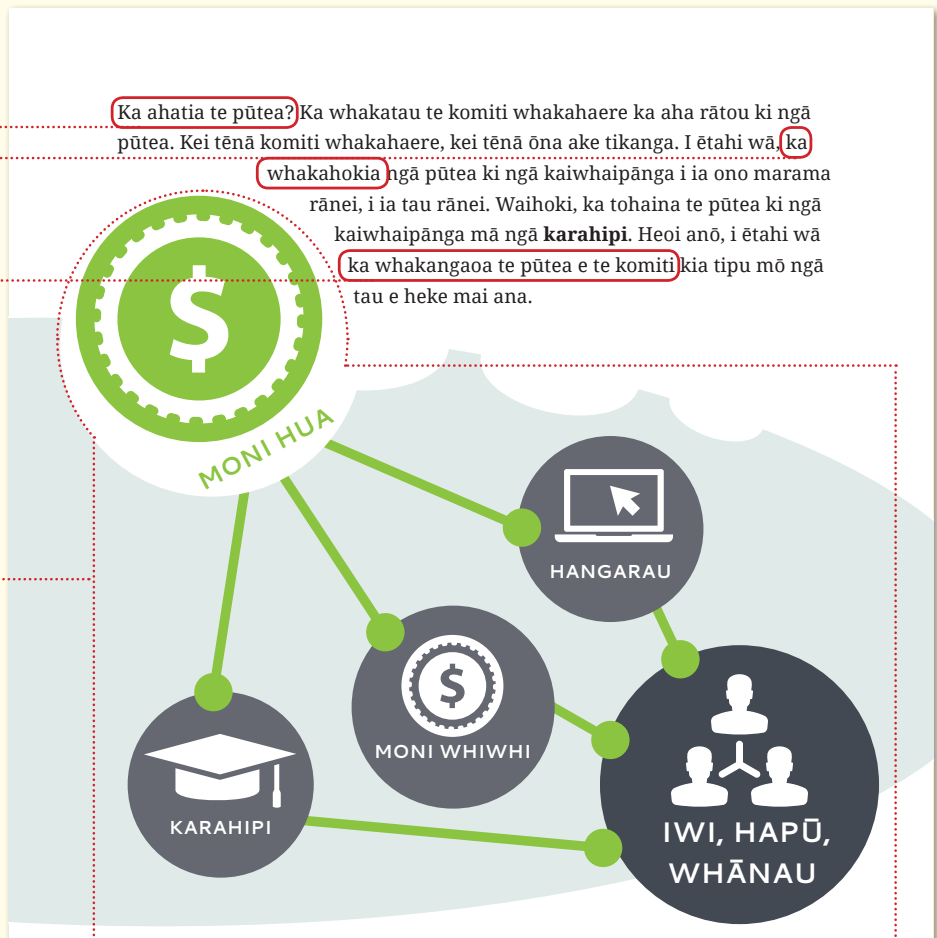 Ka ahatia te pūtea? Ka whakatau te komiti whakahaere ka aha rātou ki ngā
pūtea. Kei tēnā komiti whakahaere, kei tēnā ōna ake tikanga. I ētahi wā, ka
whakahokia ngā pūtea ki ngā kaiwhaipānga i ia ono marama
rānei, i ia tau rānei. Waihoki, ka tohaina te pūtea ki ngā
kaiwhaipānga mā ngā karahipi. Heoi anō, i ētahi wā
ka whakangaoa te pūtea e te komiti kia tipu mō ngā
tau e heke mai ana.
$
MONI HUA
HANGARAU
$
MONI WHIWHI
KARAHIPI
IWI, HAPŪ,
WHĀNAU